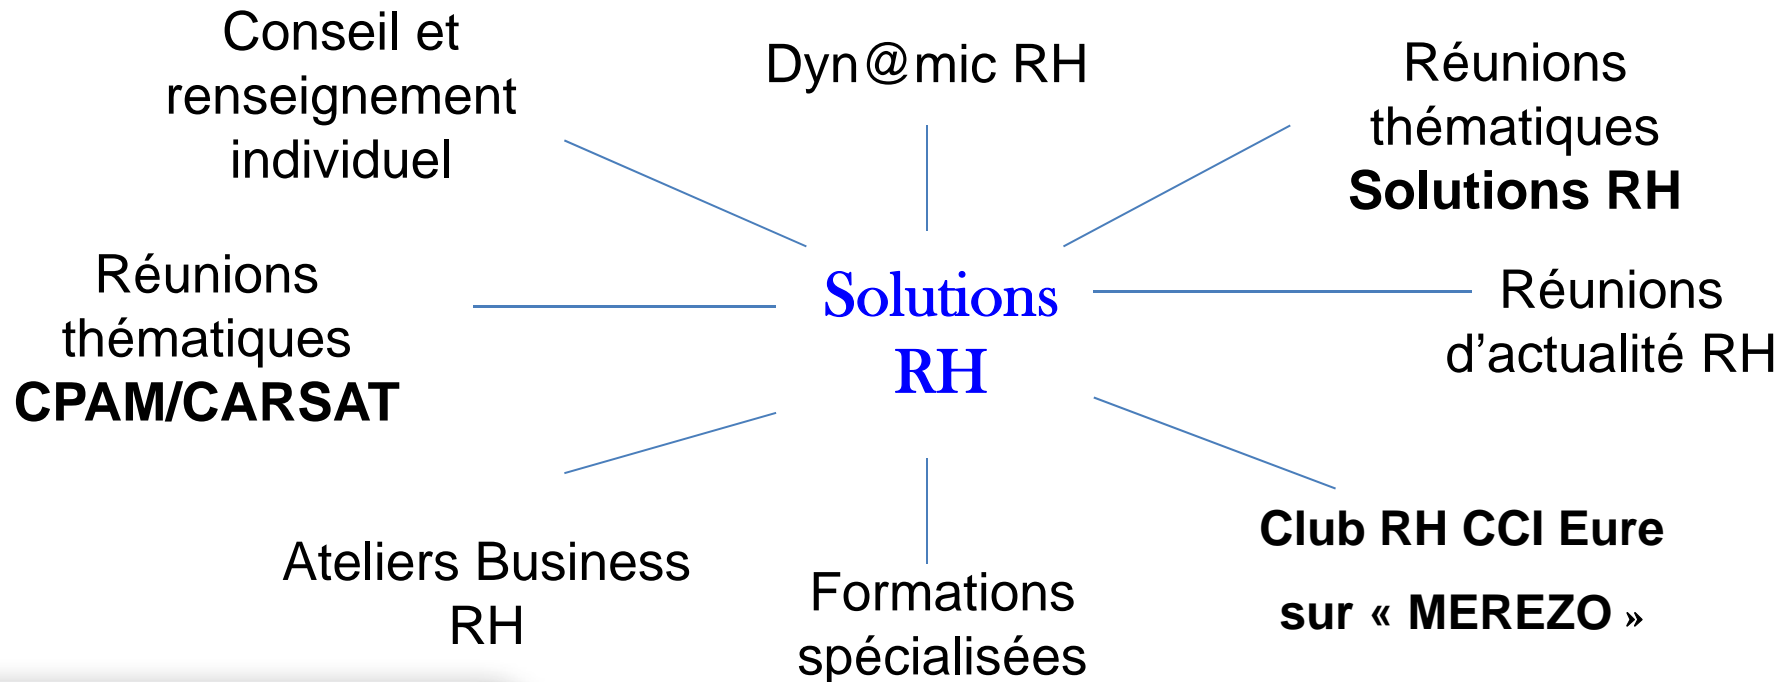 Conseil et
renseignement
individuel
Dyn@mic RH
Réunions
thématiques
Solutions RH
Réunions
thématiques
CPAM/CARSAT
Solutions
RH
Réunions
d’actualité RH
Ateliers Business
RH
Formations
spécialisées
Club RH CCI Eure
sur « MEREZO »